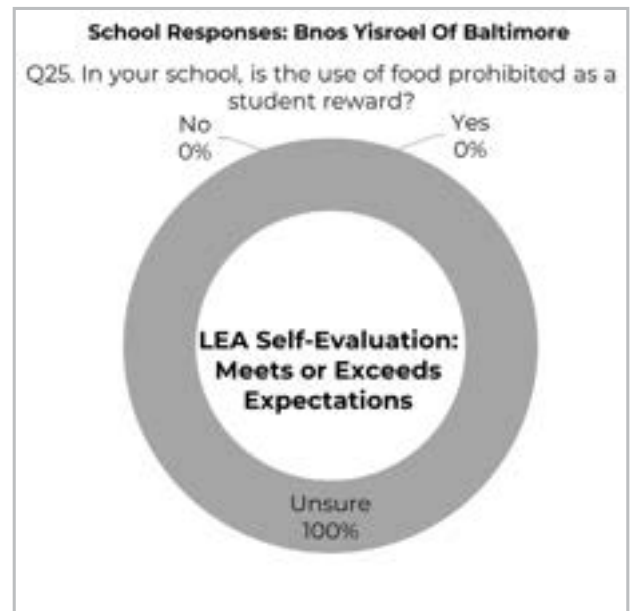 School Responses: Bnos Yisroel Of Baltimore
Q25. In your school, is the use of food prohibited as a
student reward?
No
0%
Yes
0%
LEA Self-Evaluation:
Meets or Exceeds
Expectations
Unsure
100%